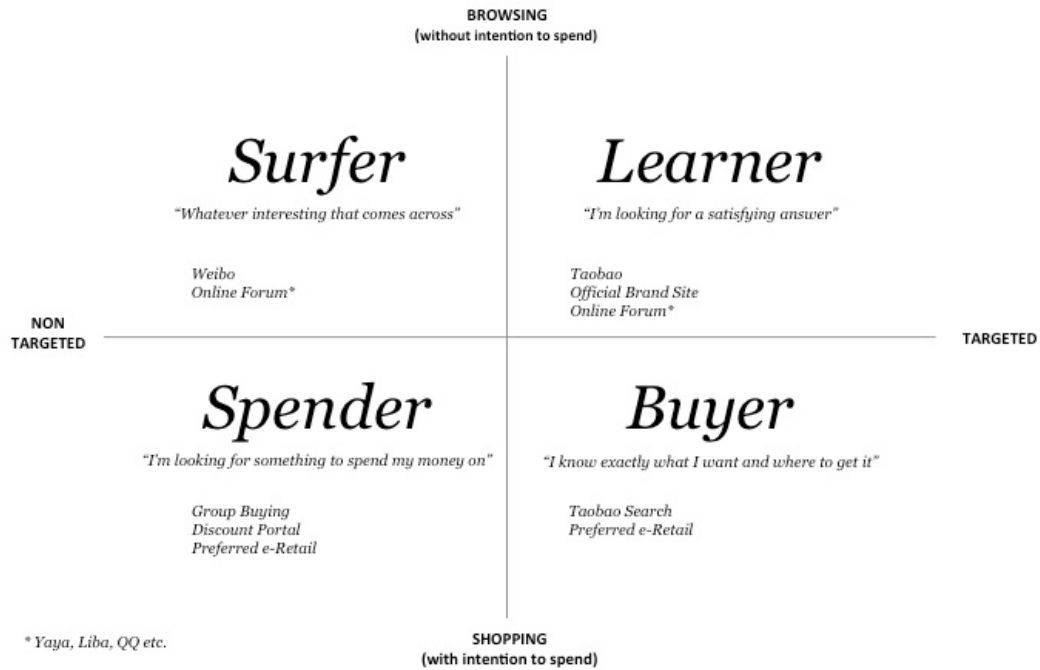 BROWSING
(without intention to spend)
Surfer
"Whatever interesting that comes across"
Weibo
Online Forum*
Learner
"I'm looking for a satisfying answer"
Taobao
Official Brand Site
Online Forum*
NON
TARGETED
TARGETED
Spender
"I'm looking for something to spend my money on"
Group Buying
Discount Portal
Preferred e-Retail
Buyer
"I know exactly what I want and where to get it"
Taobao Search
Preferred e-Retail
* Yaya, Liba, QQ etc.
SHOPPING
(with intention to spend)